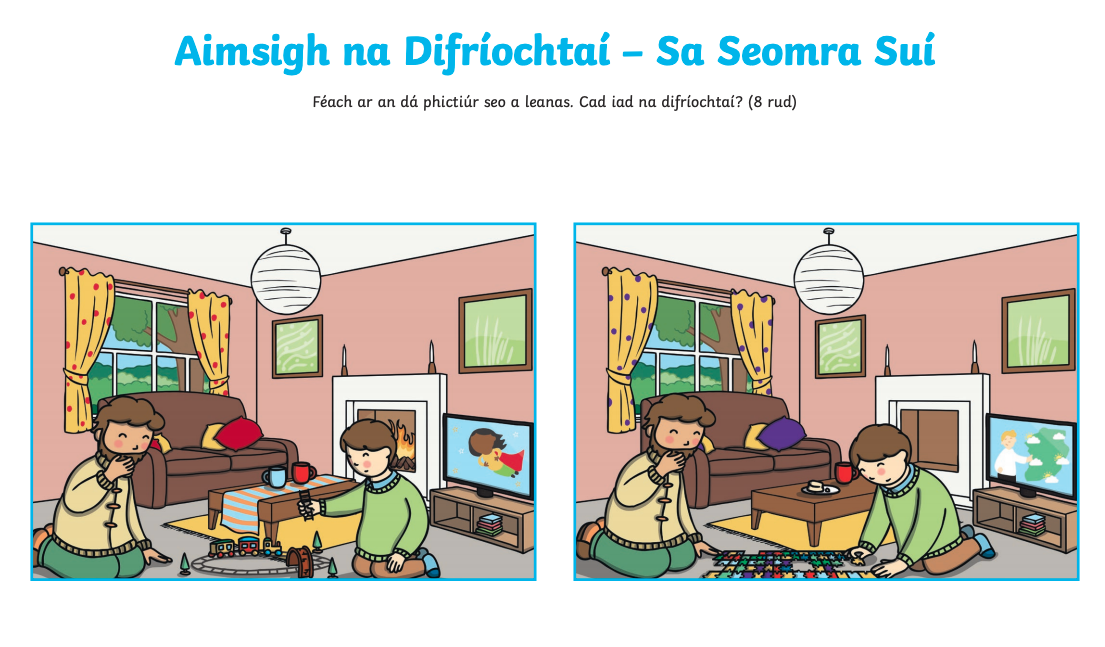 Aimsigh na Difríochtaí – Sa Seomra Suí
Féach ar an dá phictiúr seo a leanas. Cad iad na difríochtaí? (8 rud)